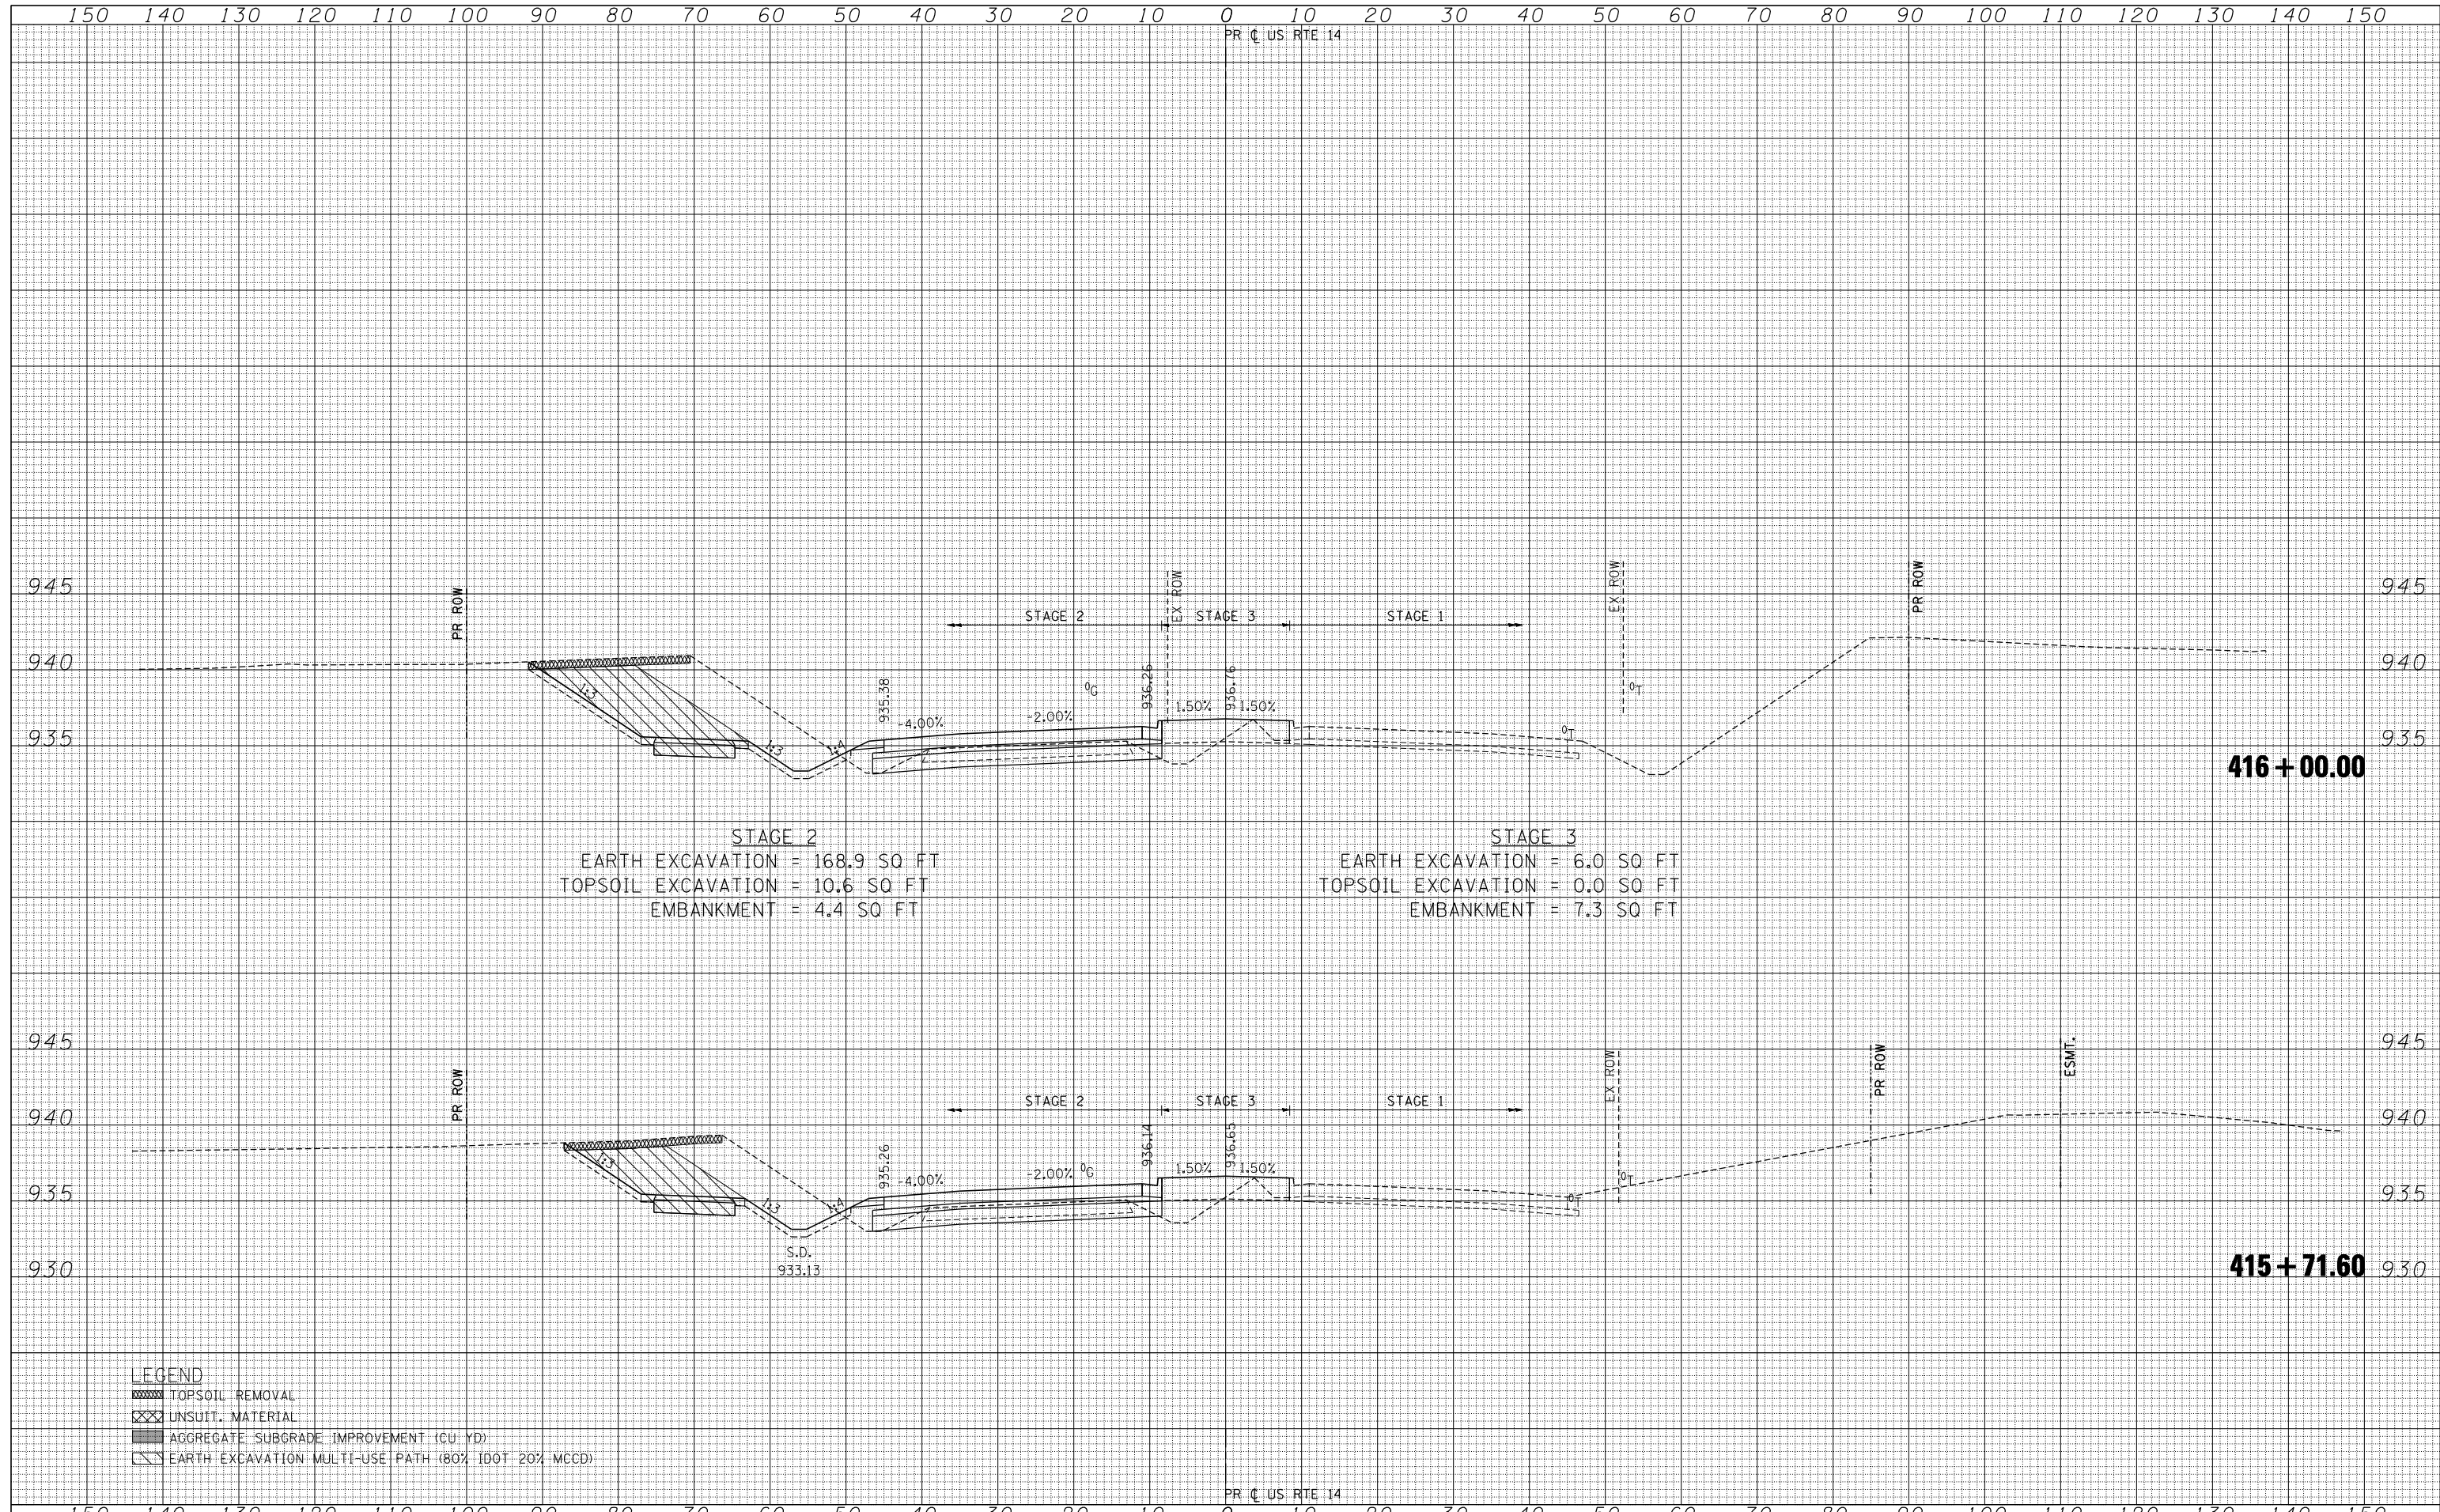 150 140 130 120 110 100 90 80 70 60 50 40 30 20 10 0 10 20 30 40 50 60 70 80 90 100 110 120 130 140 150
PR ℄ US RTE 14
945 PR ROW EX ROW EX ROW PR ROW 945
STAGE 2 STAGE 3 STAGE 1
940 940
1:3 1:3 1:4 935.38 -4.00% -2.00% 0G 936.26 1.50% 936.76 1.50% 0T 0T
935 935
416+00.00
STAGE 2
EARTH EXCAVATION = 168.9 SQ FT
TOPSOIL EXCAVATION = 10.6 SQ FT
EMBANKMENT = 4.4 SQ FT
STAGE 3
EARTH EXCAVATION = 6.0 SQ FT
TOPSOIL EXCAVATION = 0.0 SQ FT
EMBANKMENT = 7.3 SQ FT
945 PR ROW EX ROW PR ROW ESMT. 945
STAGE 2 STAGE 3 STAGE 1
940 940
1:3 1:3 1:4 935.26 -4.00% -2.00% 0G 936.14 1.50% 936.65 1.50% 0T 0T
935 935
S.D.
933.13
930 415+71.60 930
LEGEND
TOPSOIL REMOVAL
UNSUIT. MATERIAL
AGGREGATE SUBGRADE IMPROVEMENT (CU YD)
EARTH EXCAVATION MULTI-USE PATH (80% IDOT 20% MCCD)
PR ℄ US RTE 14
150 140 130 120 110 100 90 80 70 60 50 40 30 20 10 0 10 20 30 40 50 60 70 80 90 100 110 120 130 140 150